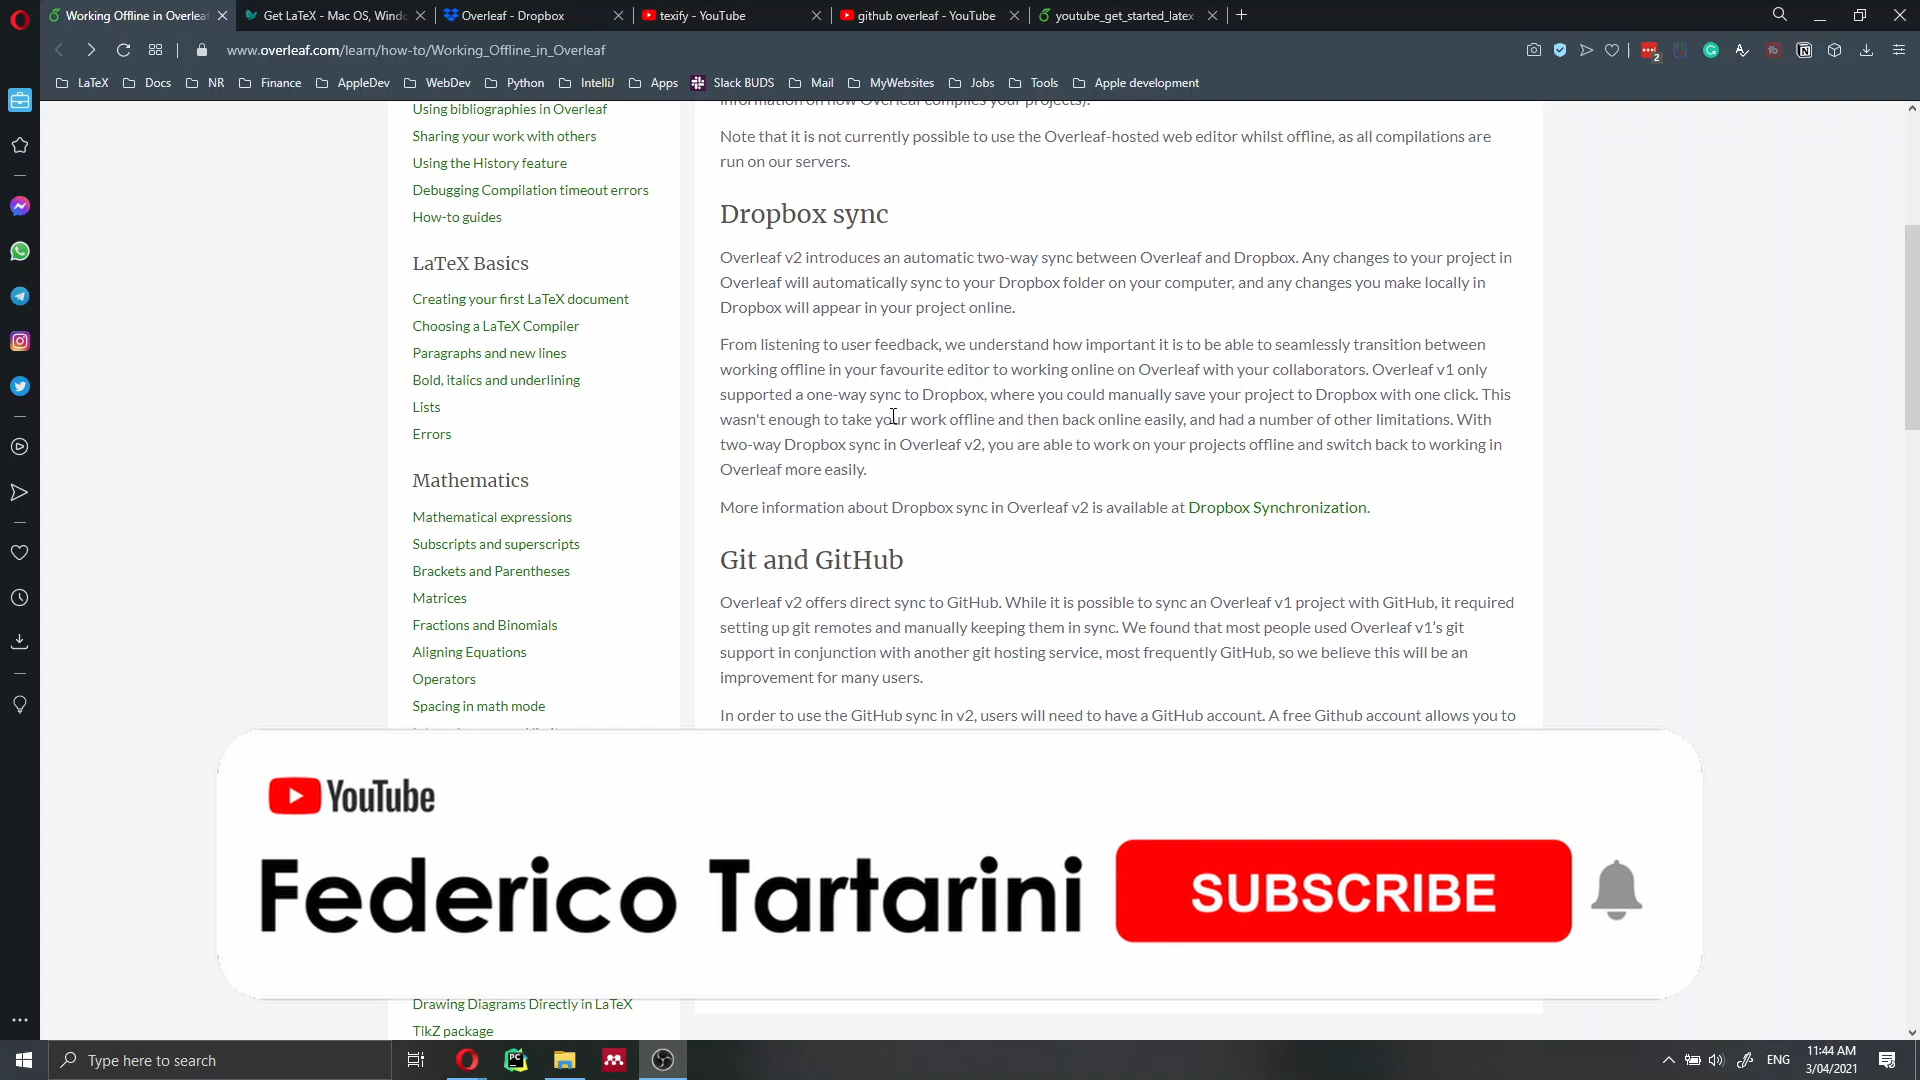 Working Offline in Overlea
Get LaTeX - Mac OS, Windo
Overleaf - Dropbox
texify - YouTube
github overleaf - YouTube
youtube_get_started_latex
www.overleaf.com/learn/how-to/Working_Offline_in_Overleaf
2
LaTeX
Docs
NR
Finance
AppleDev
WebDev
Python
IntelliJ
Apps
Slack BUDS
Mail
MyWebsites
Jobs
Tools
Apple development
Using bibliographies in Overleaf
Sharing your work with others
Using the History feature
Debugging Compilation timeout errors
How-to guides
LaTeX Basics
Creating your first LaTeX document
Choosing a LaTeX Compiler
Paragraphs and new lines
Bold, italics and underlining
Lists
Errors
Mathematics
Mathematical expressions
Subscripts and superscripts
Brackets and Parentheses
Matrices
Fractions and Binomials
Aligning Equations
Operators
Spacing in math mode
information on how Overleaf compiles your projects).
Note that it is not currently possible to use the Overleaf-hosted web editor whilst offline, as all compilations are
run on our servers.
Dropbox sync
Overleaf v2 introduces an automatic two-way sync between Overleaf and Dropbox. Any changes to your project in
Overleaf will automatically sync to your Dropbox folder on your computer, and any changes you make locally in
Dropbox will appear in your project online.
From listening to user feedback, we understand how important it is to be able to seamlessly transition between
working offline in your favourite editor to working online on Overleaf with your collaborators. Overleaf v1 only
supported a one-way sync to Dropbox, where you could manually save your project to Dropbox with one click. This
wasn't enough to take your work offline and then back online easily, and had a number of other limitations. With
two-way Dropbox sync in Overleaf v2, you are able to work on your projects offline and switch back to working in
Overleaf more easily.
More information about Dropbox sync in Overleaf v2 is available at Dropbox Synchronization.
Git and GitHub
Overleaf v2 offers direct sync to GitHub. While it is possible to sync an Overleaf v1 project with GitHub, it required
setting up git remotes and manually keeping them in sync. We found that most people used Overleaf v1's git
support in conjunction with another git hosting service, most frequently GitHub, so we believe this will be an
improvement for many users.
In order to use the GitHub sync in v2, users will need to have a GitHub account. A free Github account allows you to
YouTube
Federico Tartarini
SUBSCRIBE
Drawing Diagrams Directly in LaTeX
TikZ package
Type here to search
PC
ENG
11:44 AM
3/04/2021